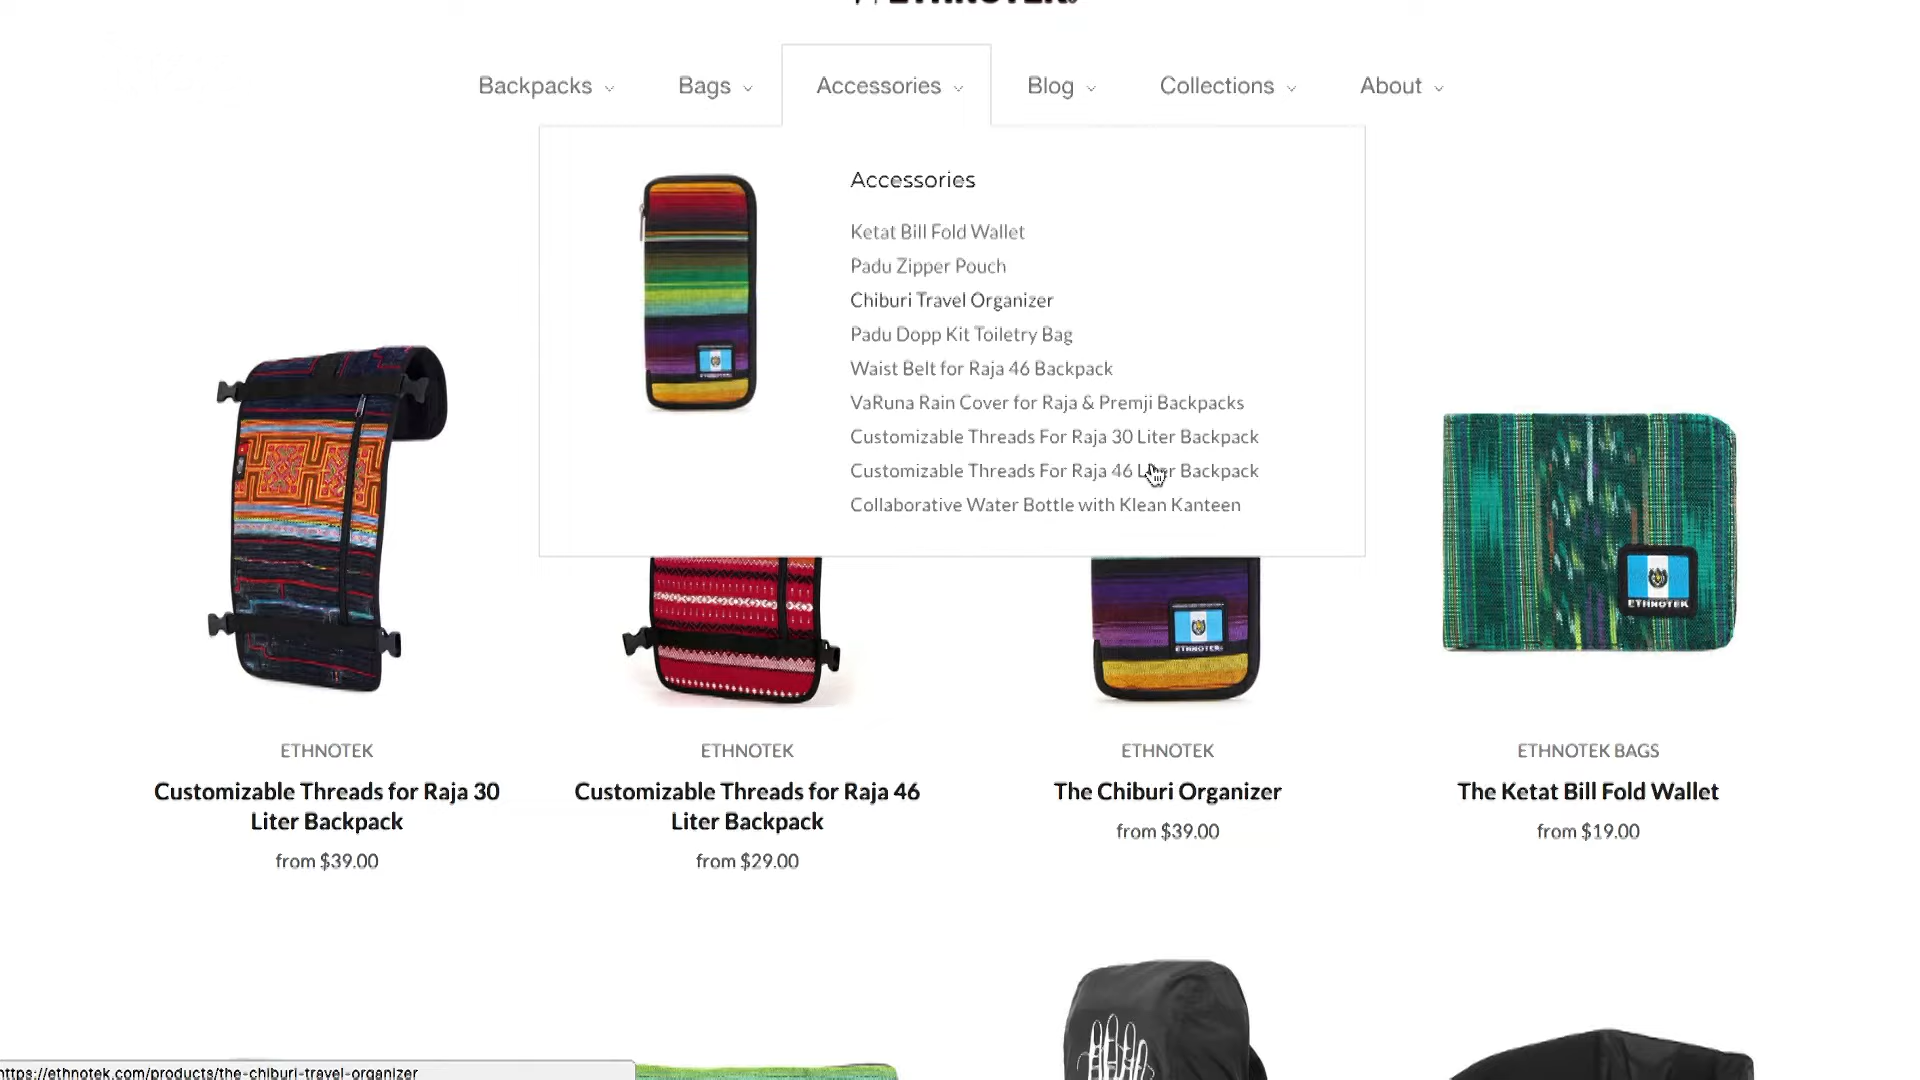 ETHNOTEK
Backpacks
Bags
Accessories
Blog
Collections
About
Accessories
Ketat Bill Fold Wallet
Padu Zipper Pouch
Chiburi Travel Organizer
Padu Dopp Kit Toiletry Bag
Waist Belt for Raja 46 Backpack
VaRuna Rain Cover for Raja & Premji Backpacks
Customizable Threads For Raja 30 Liter Backpack
Customizable Threads For Raja 46 Liter Backpack
Collaborative Water Bottle with Klean Kanteen
ETHNOTEK
ETHNOTEK
ETHNOTEK
Customizable Threads for Raja 30
Liter Backpack
from $39.00
ETHNOTEK
Customizable Threads for Raja 46
Liter Backpack
from $29.00
ETHNOTEK
The Chiburi Organizer
from $39.00
ETHNOTEK BAGS
The Ketat Bill Fold Wallet
from $19.00
https://ethnotek.com/products/the-chiburi-travel-organizer